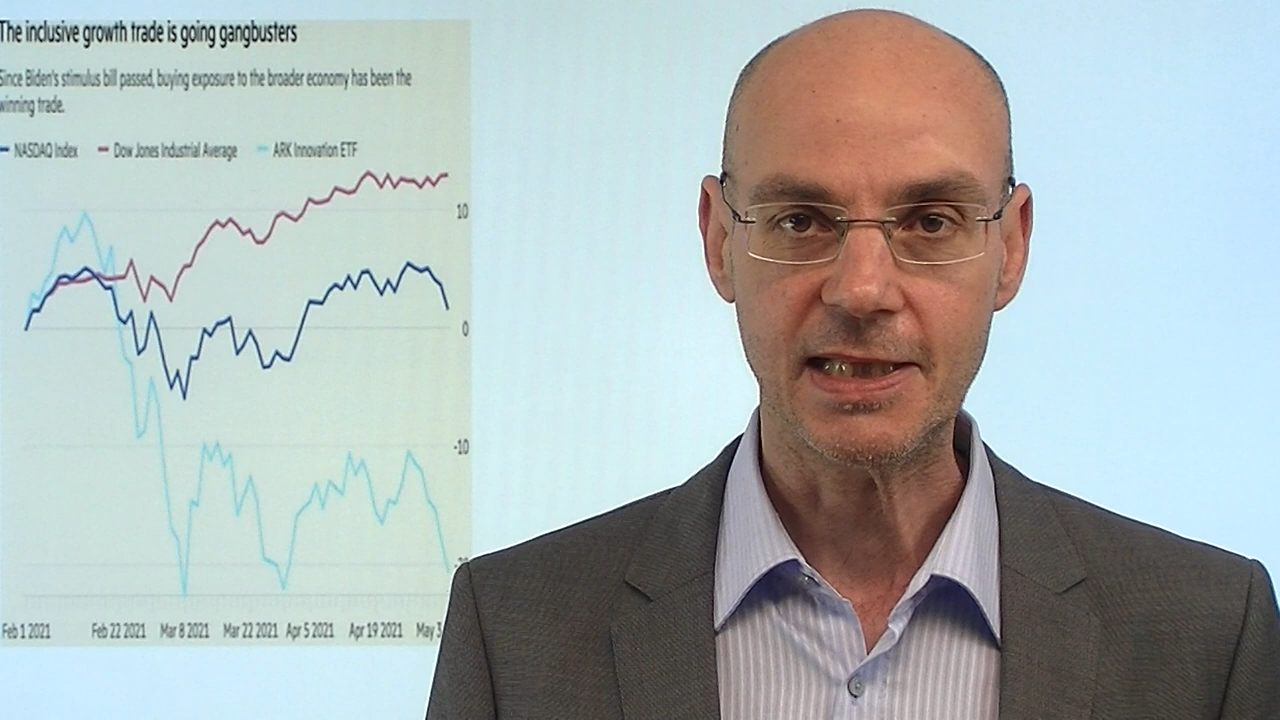 The inclusive growth trade is going gangbusters
Since Biden's stimulus bill passed, buying exposure to the broader economy has been the
winning trade.
NASDAQ Index Dow Jones Industrial Average ARK Innovation ETF
10
0
-10
Feb 1 2021 Feb 22 2021 Mar 8 2021 Mar 22 2021 Apr 5 2021 Apr 19 2021 May 3